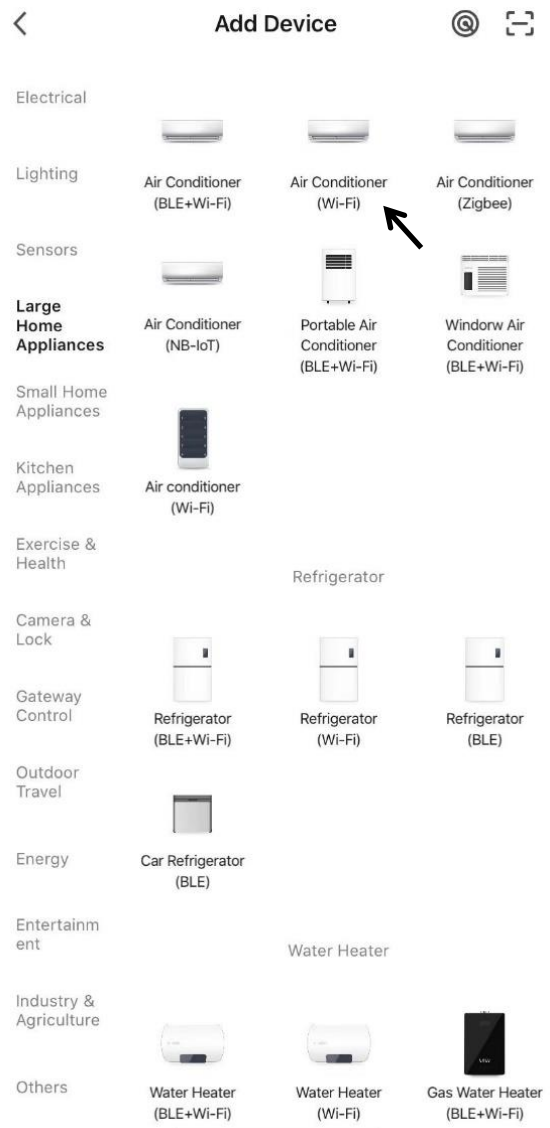 Add Device
Electrical
Lighting
Sensors
Large
Home
Appliances
Small Home
Appliances
Kitchen
Appliances
Exercise &
Health
Camera &
Lock
Gateway
Control
Outdoor
Travel
Energy
Entertainm
ent
Industry &
Agriculture
Others
Air Conditioner
(BLE+Wi-Fi)
Air Conditioner
(Wi-Fi)
Air Conditioner
(Zigbee)
Air Conditioner
(NB-IoT)
Portable Air
Conditioner
(BLE+Wi-Fi)
Windorw Air
Conditioner
(BLE+Wi-Fi)
Air conditioner
(Wi-Fi)
Refrigerator
Refrigerator
(BLE+Wi-Fi)
Refrigerator
(Wi-Fi)
Refrigerator
(BLE)
Car Refrigerator
(BLE)
Water Heater
Water Heater
(BLE+Wi-Fi)
Water Heater
(Wi-Fi)
Gas Water Heater
(BLE+Wi-Fi)